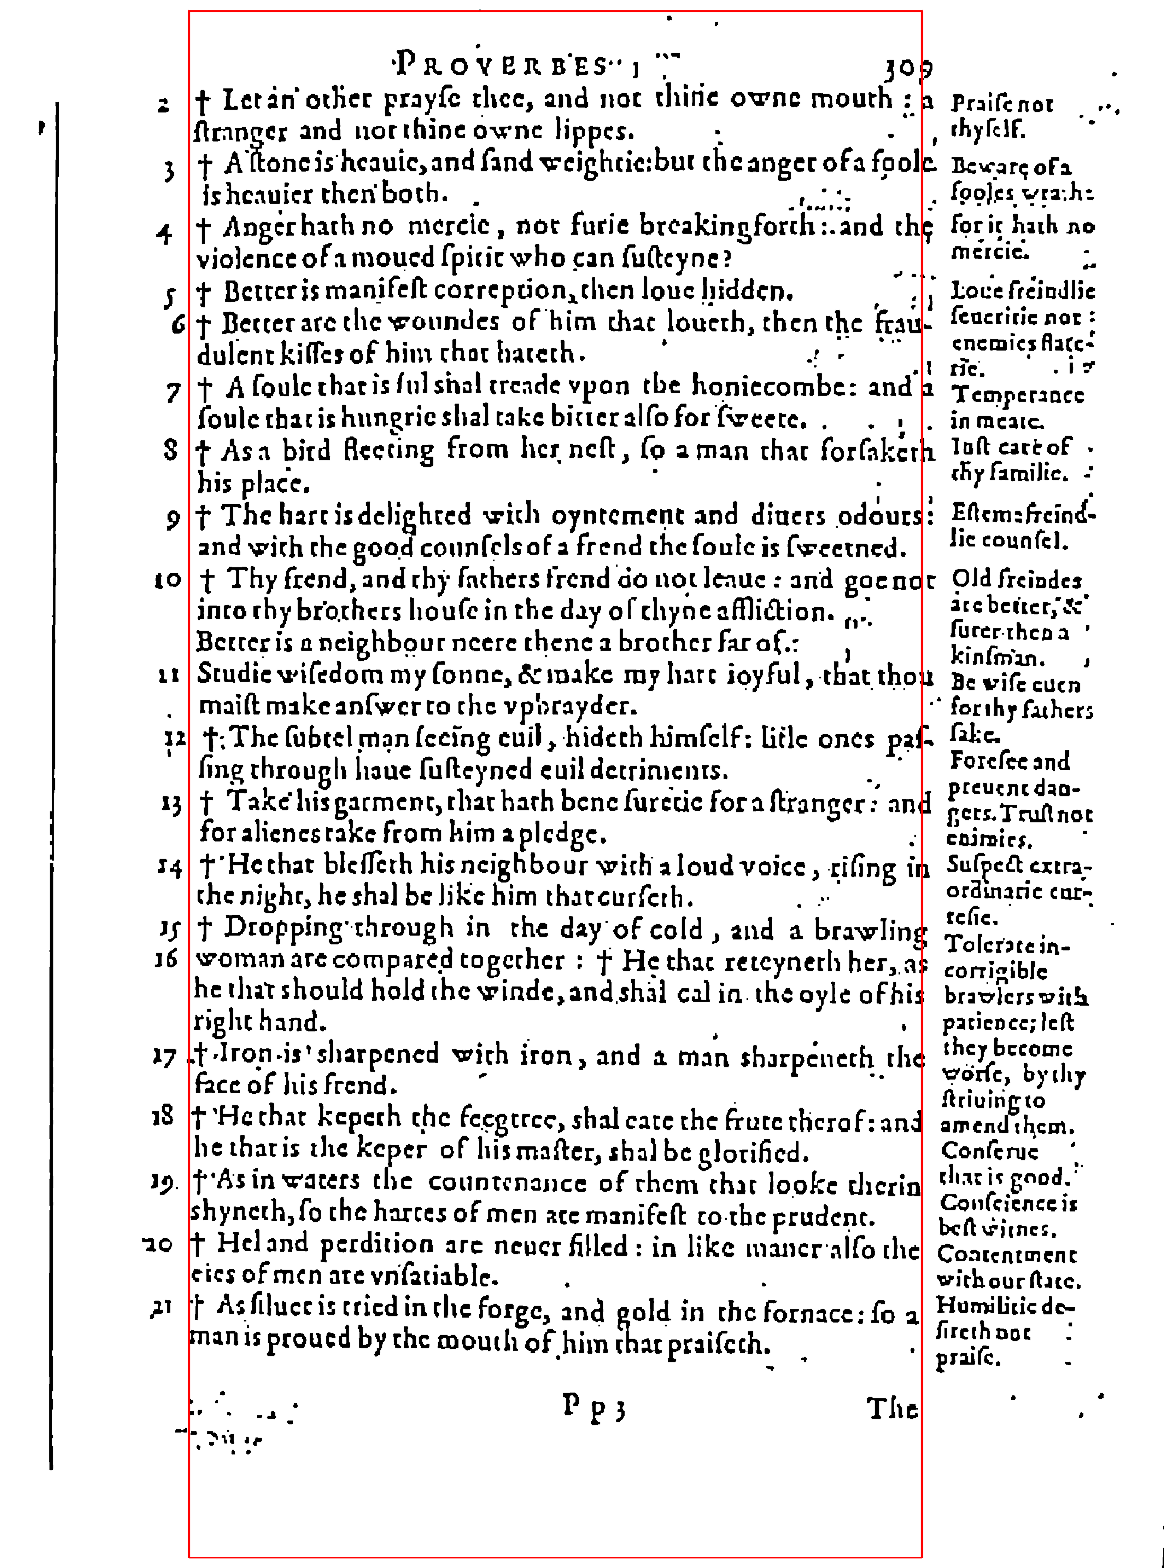 PROVERBES 309
2 † Let an other prayſe thee, and not thine owne mouth : a
ſtranger and not thine owne lippes.
3 † A ſtone is heauie, and ſand weightie: but the anger of a foole
is heauier then both.
4 † Anger hath no mercie, nor furie breaking forth: and the
violence of a moued ſpirit who can ſuſteyne?
5 † Better is manifeſt correption, then loue hidden.
6 † Better are the woundes of him that loueth, then the frau-
dulent kiſſes of him that hateth.
7 † A ſoule that is ful shal treade vpon the honiecombe: and a
ſoule that is hungrie shal take bitter alſo for ſweete.
8 † As a bird fleeting from her neſt, ſo a man that forſaketh
his place.
9 † The hart is delighted with oyntement and diuers odours:
and with the good counſels of a frend the ſoule is ſweetned.
10 † Thy frend, and thy fathers frend do not leaue : and goe not
into thy brothers houſe in the day of thyne affliction.
Better is a neighbour neere thene a brother far of.
11 Studie wiſedom my ſonne, & make my hart ioyful, that thou
maiſt make anſwer to the vpbrayder.
12 † The ſubtel man ſeeing euil, hideth himſelf: litle ones paſ-
ſing through haue ſuſteyned euil detriments.
13 † Take his garment, that hath bene ſuretie for a ſtranger: and
for alienes take from him a pledge.
14 † He that bleſſeth his neighbour with a loud voice, riſing in
the night, he shal be like him that curſeth.
15 † Dropping through in the day of cold, and a brawling
16 woman are compared together : † He that reteyneth her, as
he that should hold the winde, and shal cal in the oyle of his
right hand.
17 † Iron is sharpened with iron, and a man sharpeneth the
face of his frend.
18 † He that kepeth the feegtree, shal eate the frute therof: and
he that is the keper of his maſter, shal be glorified.
19. † As in waters the countenance of them that looke therin
shyneth, ſo the hartes of men are manifeſt to the prudent.
20 † Hel and perdition are neuer filled : in like maner alſo the
eies of men are vnſatiable.
21 † As ſiluer is tried in the forge, and gold in the fornace: ſo a
man is proued by the mouth of him that praiſeth.
Pp3 The
Praiſe not
thyſelf.
Beware of a
fooles wrath:
for it hath no
mercie.
Loue freindlie
ſeueritie not
enemies flate-
rie.
Temperance
in meate.
Iuſt care of
thy familie.
Eſteme freind-
lie counſel.
Old freindes
are better, &
ſurer then a
kinſman.
Be wiſe euen
for thy fathers
ſake.
Foreſee and
preuent dan-
gers. Truſt not
enimies.
Suſpect extra-
ordinarie cur-
teſie.
Tolerate in-
corrigible
brawlers with
patience; leſt
they become
worſe, by thy
ſtriuing to
amend them.
Conſerue
that is good.
Conſcience is
beſt witnes.
Contentment
with our ſtate.
Humilitie de-
ſireth not
praiſe.